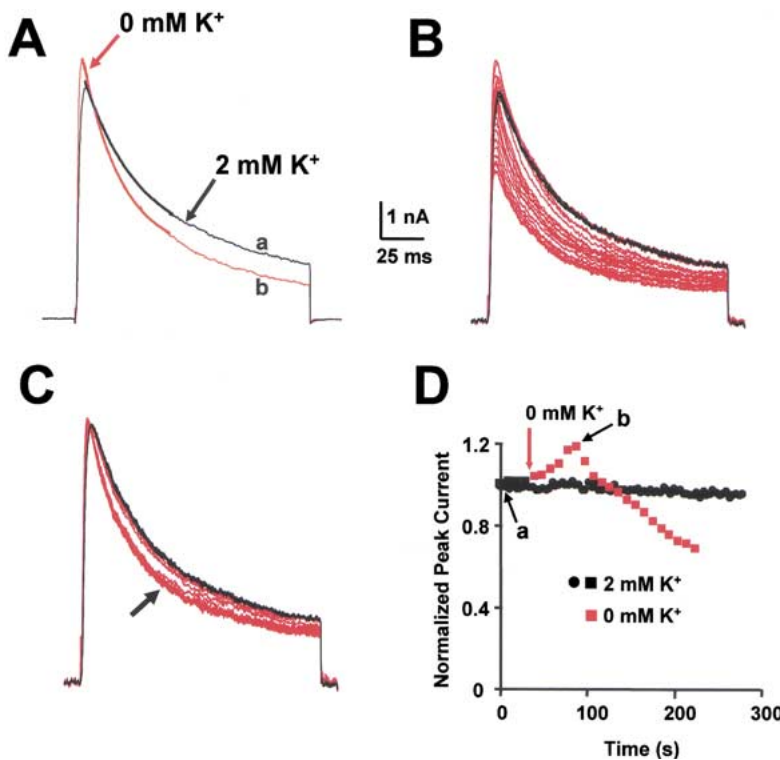 A
0 mM K⁺
2 mM K⁺
a
b
B
1 nA
25 ms
C
D
0 mM K⁺
b
a
Normalized Peak Current
1.2
0.8
0.4
0
2 mM K⁺
0 mM K⁺
0 100 200 300
Time (s)